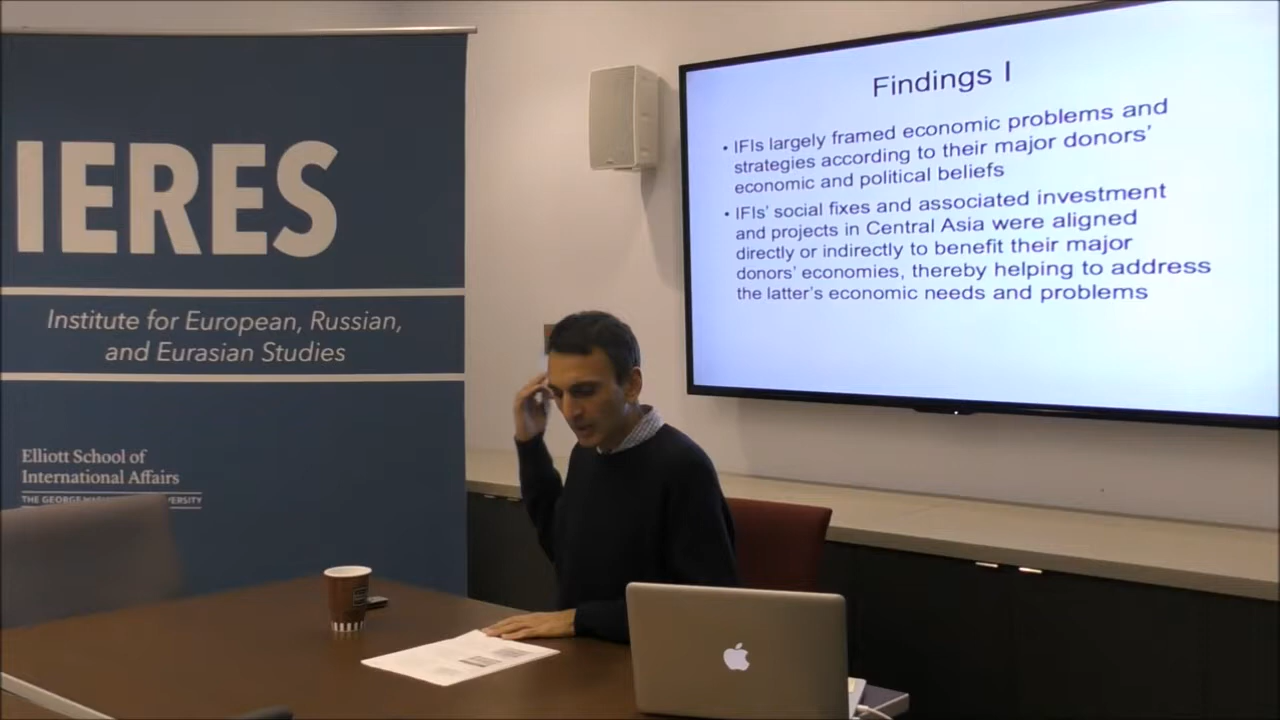 IERES
Institute for European, Russian,
and Eurasian Studies
Elliott School of
International Affairs
THE GEORGE
Findings I
• IFIs largely framed economic problems and
strategies according to their major donors'
economic and political beliefs
• IFIs' social fixes and associated investment
and projects in Central Asia were aligned
directly or indirectly to benefit their major
donors' economies, thereby helping to address
the latter's economic needs and problems